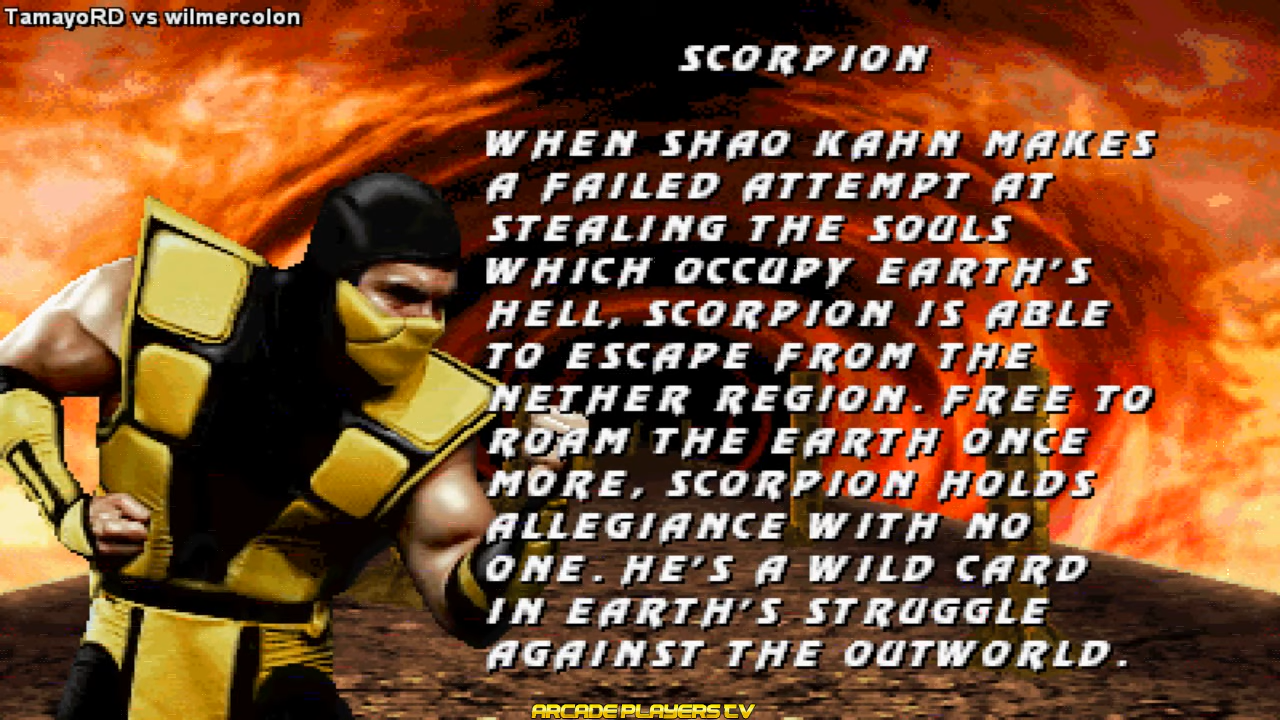 TamayoRD vs wilmercolon
SCORPION
WHEN SHAO KAHN MAKES
A FAILED ATTEMPT AT
STEALING THE SOULS
WHICH OCCUPY EARTH'S
HELL, SCORPION IS ABLE
TO ESCAPE FROM THE
NETHER REGION. FREE TO
ROAM THE EARTH ONCE
MORE, SCORPION HOLDS
ALLEGIANCE WITH NO
ONE. HE'S A WILD CARD
IN EARTH'S STRUGGLE
AGAINST THE OUTWORLD.
ARCADE PLAYERS TV